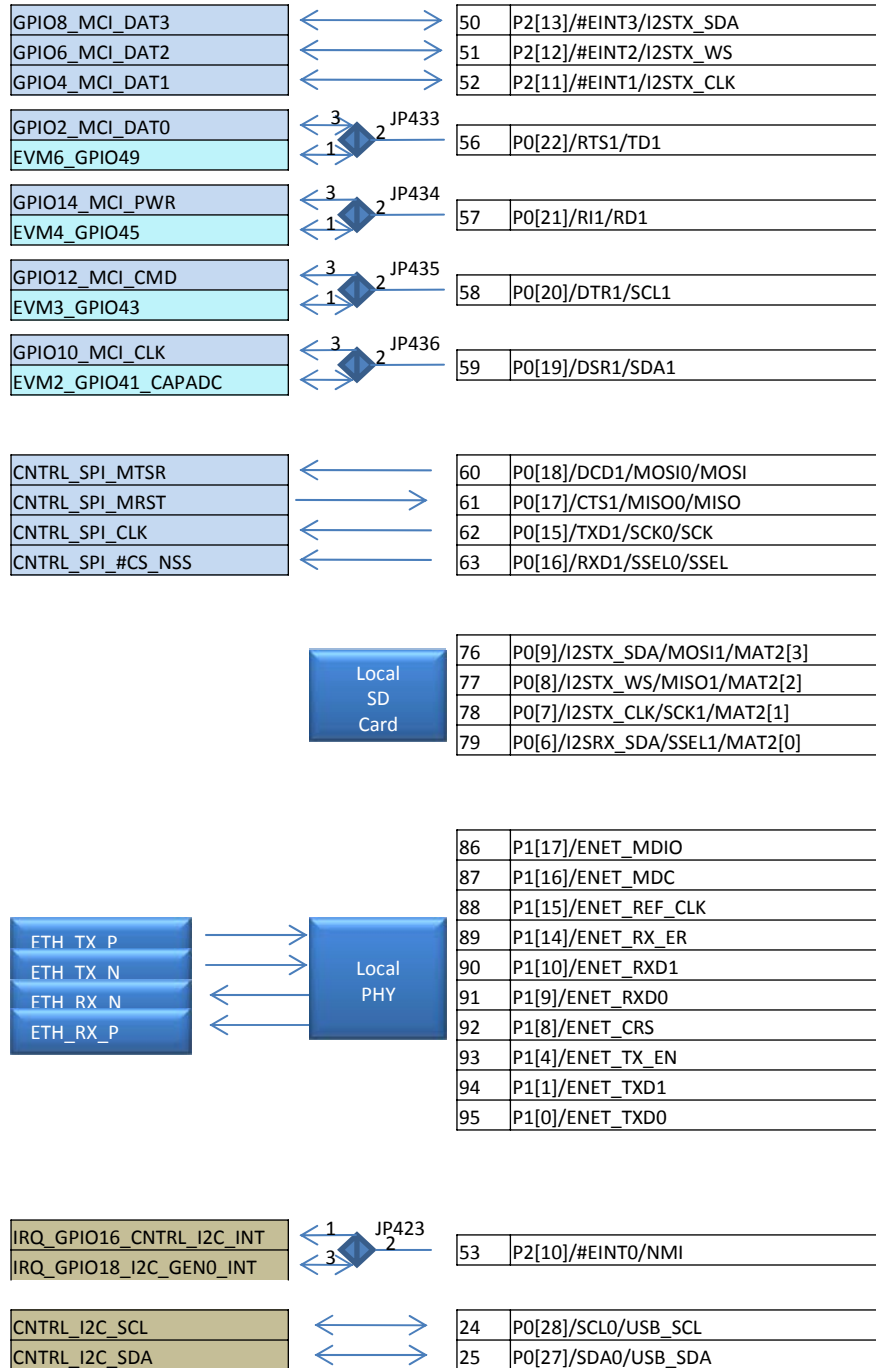 GPIO8_MCI_DAT3 50 P2[13]/#EINT3/I2STX_SDA
GPIO6_MCI_DAT2 51 P2[12]/#EINT2/I2STX_WS
GPIO4_MCI_DAT1 52 P2[11]/#EINT1/I2STX_CLK
GPIO2_MCI_DAT0 3 JP433
2 56 P0[22]/RTS1/TD1
EVM6_GPIO49 1
GPIO14_MCI_PWR 3 JP434
2 57 P0[21]/RI1/RD1
EVM4_GPIO45 1
GPIO12_MCI_CMD 3 JP435
2 58 P0[20]/DTR1/SCL1
EVM3_GPIO43 1
GPIO10_MCI_CLK 3 JP436
2 59 P0[19]/DSR1/SDA1
EVM2_GPIO41_CAPADC 1
CNTRL_SPI_MTSR 60 P0[18]/DCD1/MOSI0/MOSI
CNTRL_SPI_MRST 61 P0[17]/CTS1/MISO0/MISO
CNTRL_SPI_CLK 62 P0[15]/TXD1/SCK0/SCK
CNTRL_SPI_#CS_NSS 63 P0[16]/RXD1/SSEL0/SSEL
Local
SD
Card
76 P0[9]/I2STX_SDA/MOSI1/MAT2[3]
77 P0[8]/I2STX_WS/MISO1/MAT2[2]
78 P0[7]/I2STX_CLK/SCK1/MAT2[1]
79 P0[6]/I2SRX_SDA/SSEL1/MAT2[0]
86 P1[17]/ENET_MDIO
87 P1[16]/ENET_MDC
88 P1[15]/ENET_REF_CLK
89 P1[14]/ENET_RX_ER
90 P1[10]/ENET_RXD1
91 P1[9]/ENET_RXD0
92 P1[8]/ENET_CRS
93 P1[4]/ENET_TX_EN
94 P1[1]/ENET_TXD1
95 P1[0]/ENET_TXD0
ETH_TX_P
ETH_TX_N
ETH_RX_N
ETH_RX_P
Local
PHY
IRQ_GPIO16_CNTRL_I2C_INT 1 JP423
2 53 P2[10]/#EINT0/NMI
IRQ_GPIO18_I2C_GEN0_INT 3
CNTRL_I2C_SCL 24 P0[28]/SCL0/USB_SCL
CNTRL_I2C_SDA 25 P0[27]/SDA0/USB_SDA